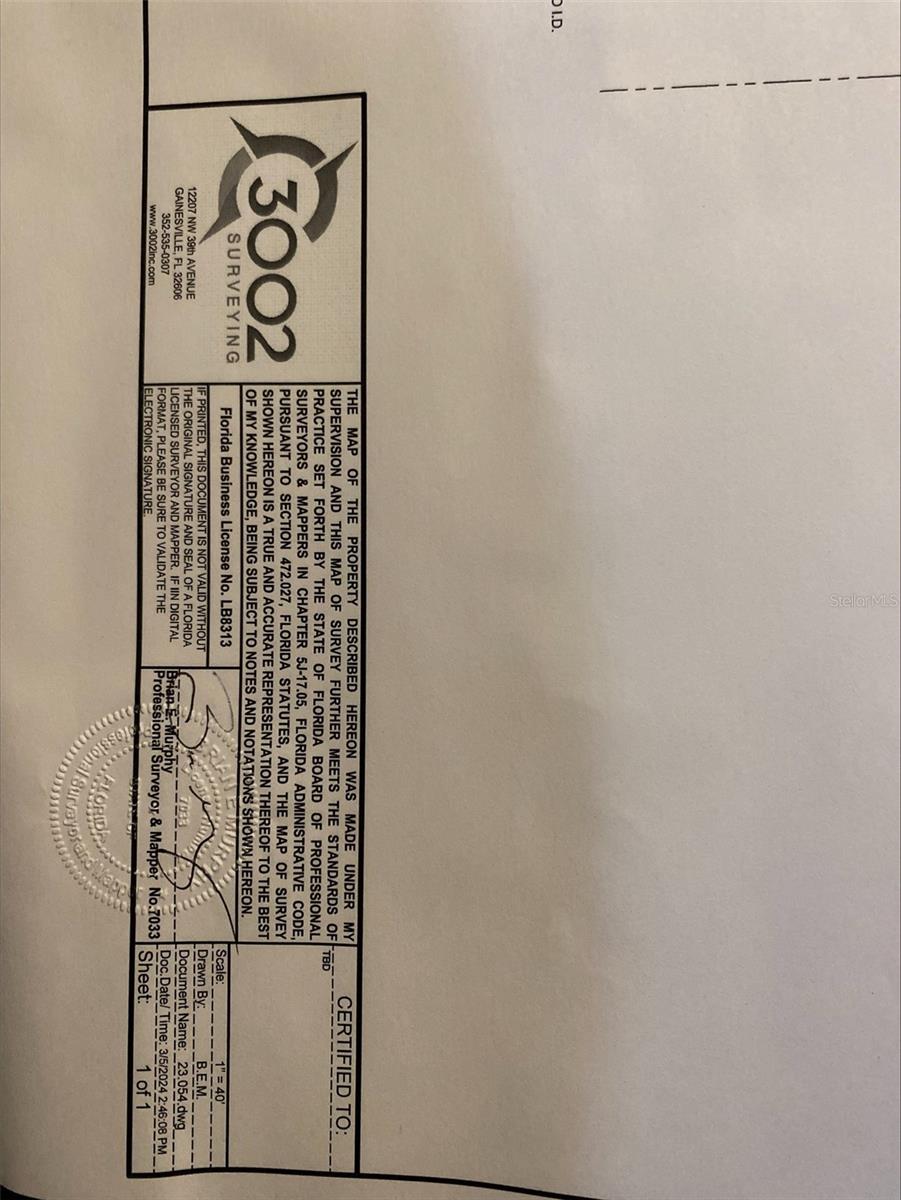 D I.D.
3002
SURVEYING
12207 NW 39th AVENUE
GAINESVILLE, FL 32606
352-535-0307
www.3002inc.com
THE MAP OF THE PROPERTY DESCRIBED HEREON WAS MADE UNDER MY
SUPERVISION AND THIS MAP OF SURVEY FURTHER MEETS THE STANDARDS OF
PRACTICE SET FORTH BY THE STATE OF FLORIDA BOARD OF PROFESSIONAL
SURVEYORS & MAPPERS IN CHAPTER 5J-17.05, FLORIDA ADMINISTRATIVE CODE,
PURSUANT TO SECTION 472.027, FLORIDA STATUTES, AND THE MAP OF SURVEY
SHOWN HEREON IS A TRUE AND ACCURATE REPRESENTATION THEREOF TO THE BEST
OF MY KNOWLEDGE, BEING SUBJECT TO NOTES AND NOTATIONS SHOWN HEREON.
Florida Business License No. LB8313
IF PRINTED, THIS DOCUMENT IS NOT VALID WITHOUT
THE ORIGINAL SIGNATURE AND SEAL OF A FLORIDA
LICENSED SURVEYOR AND MAPPER. IF IIN DIGITAL
FORMAT, PLEASE BE SURE TO VALIDATE THE
ELECTRONIC SIGNATURE.
Brian E. Murphy
Professional Surveyor & Mapper No.7033
7033
FLORIDA
Professional Surveyor and Mapper
CERTIFIED TO:
TBD
Scale: 1" = 40'
Drawn By: B.E.M.
Document Name: 23.054.dwg
Doc.Date/ Time: 3/5/2024 2:46:08 PM
Sheet: 1 of 1
StellarMLS